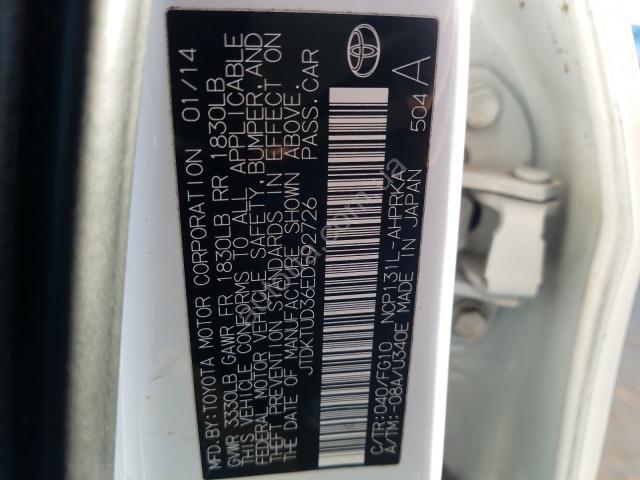 MFD.BY:TOYOTA MOTOR CORPORATION 01/14
GVWR 3330LB GAWR FR 1830LB RR 1830LB
THIS VEHICLE CONFORMS TO ALL APPLICABLE
FEDERAL MOTOR VEHICLE SAFETY, BUMPER, AND
THEFT PREVENTION STANDARDS IN EFFECT ON
THE DATE OF MANUFACTURE SHOWN ABOVE.
JTDKTUD36ED592726 PASS.CAR
C/TR:040/FG10 NCP131L-AHPRKA
A/TM:-08A/U340E MADE IN JAPAN
504 A